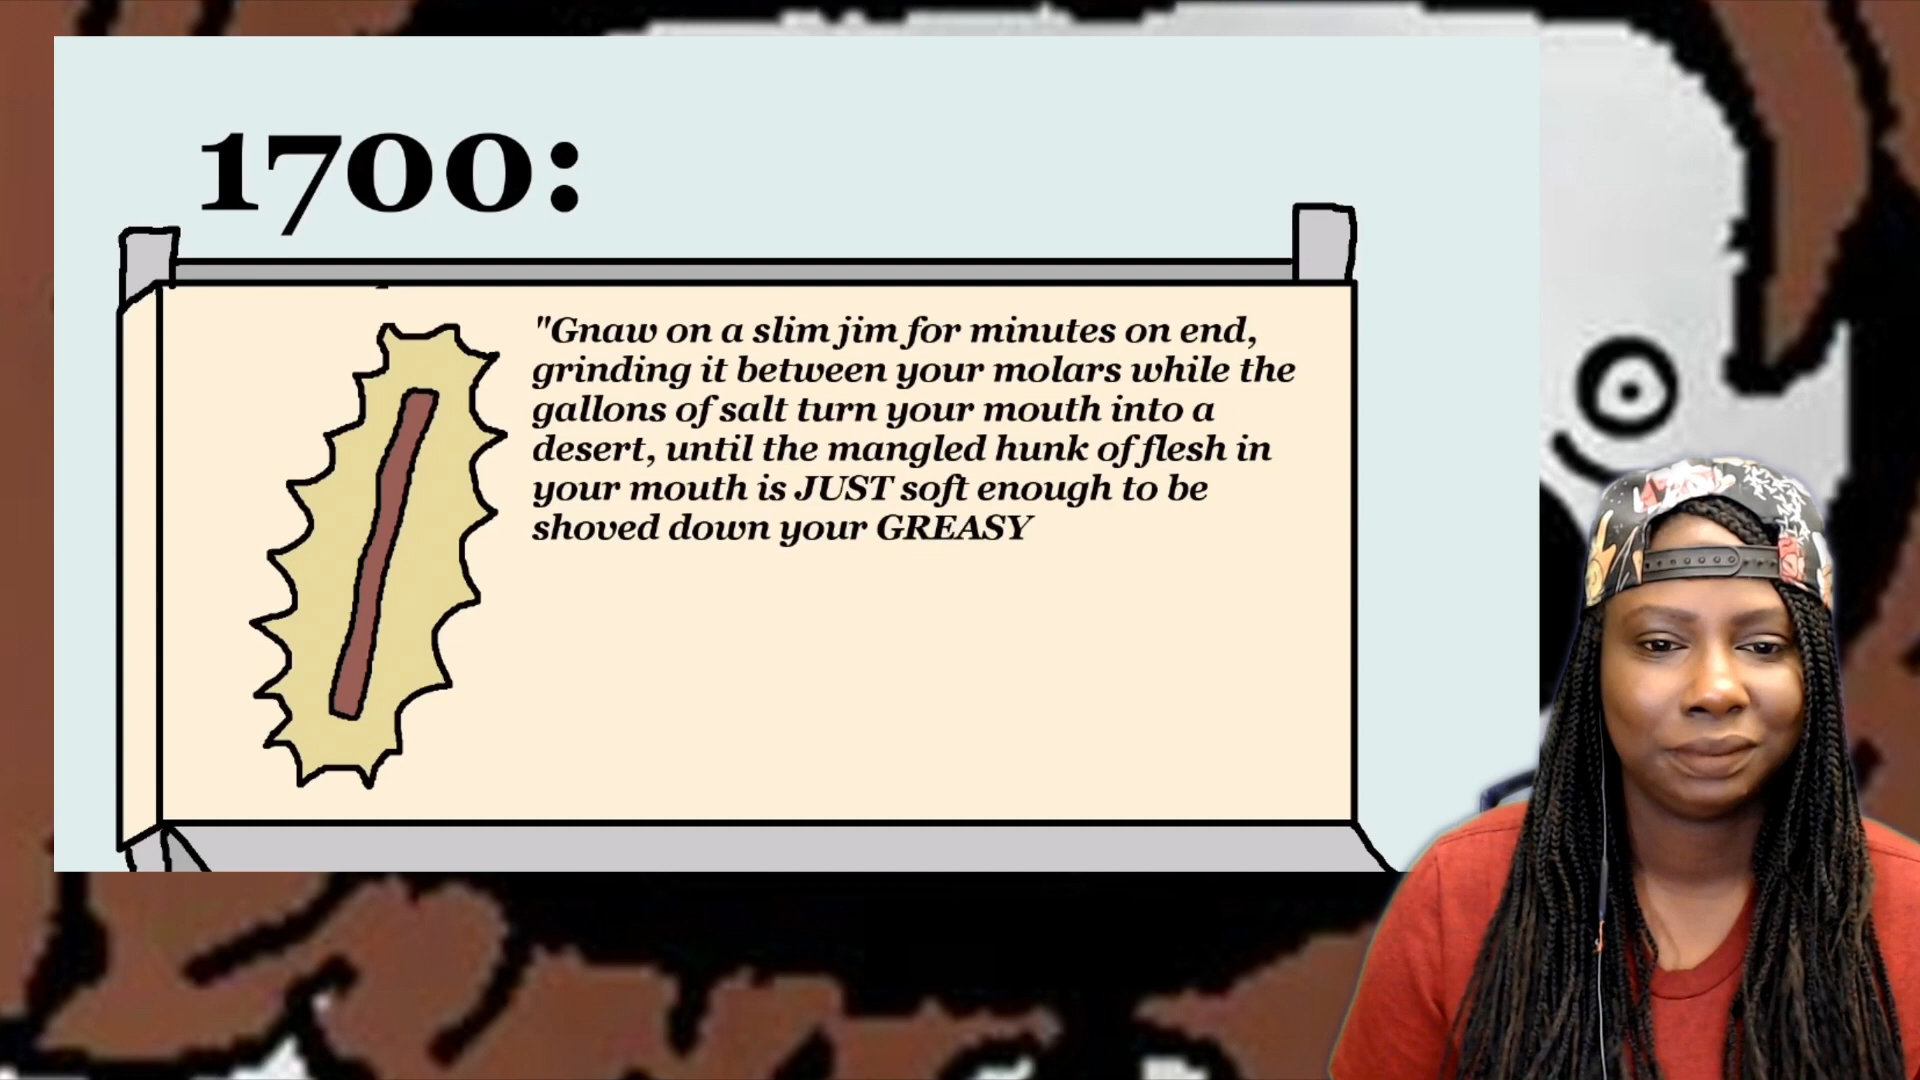 1700:
"Gnaw on a slim jim for minutes on end,
grinding it between your molars while the
gallons of salt turn your mouth into a
desert, until the mangled hunk of flesh in
your mouth is JUST soft enough to be
shoved down your GREASY